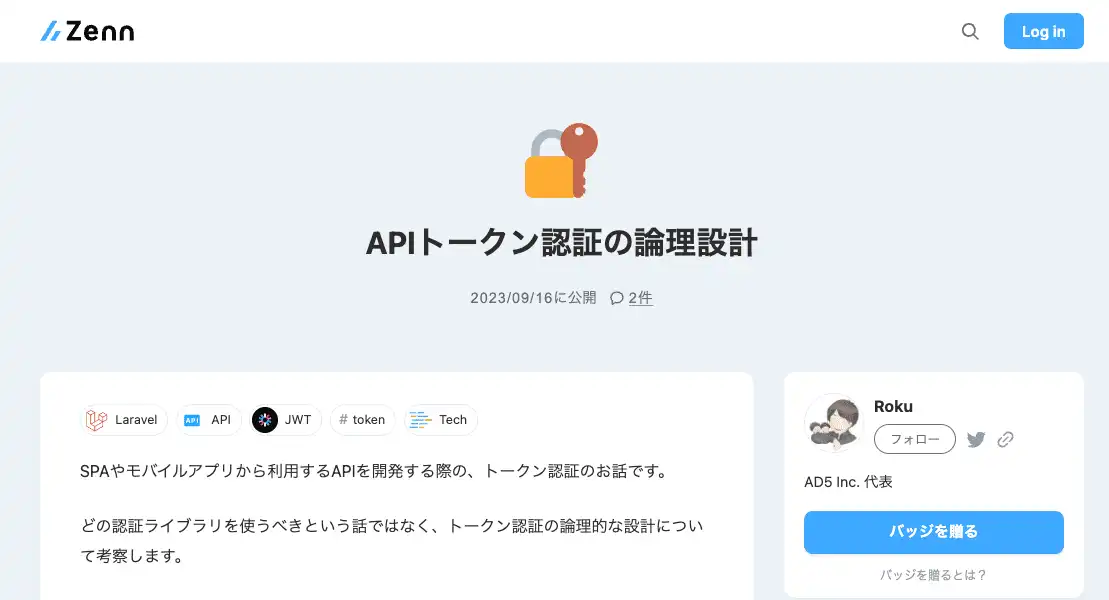 Zenn
Log in
APIトークン認証の論理設計
2023/09/16に公開 2件
Laravel API JWT # token Tech
SPAやモバイルアプリから利用するAPIを開発する際の、トークン認証のお話です。
どの認証ライブラリを使うべきという話ではなく、トークン認証の論理的な設計につい
て考察します。
Roku
フォロー
AD5 Inc. 代表
バッジを贈る
バッジを贈るとは？